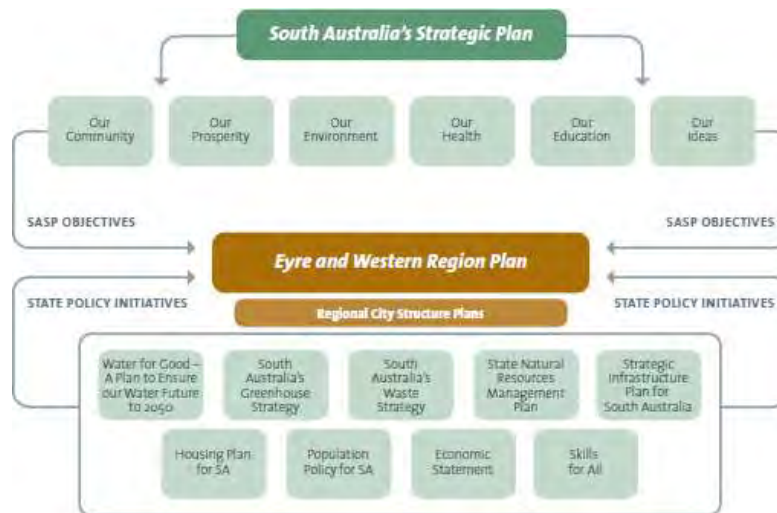 South Australia's Strategic Plan
Our
Community
Our
Prosperity
Our
Environment
Our
Health
Our
Education
Our
Ideas
SASP OBJECTIVES
SASP OBJECTIVES
Eyre and Western Region Plan
STATE POLICY INITIATIVES
STATE POLICY INITIATIVES
Regional City Structure Plans
Water for Good –
A Plan to Ensure
our Water Future
to 2050
South
Australia's
Greenhouse
Strategy
South
Australia's
Waste
Strategy
State Natural
Resources
Management
Plan
Strategic
Infrastructure
Plan for
South Australia
Housing Plan
for SA
Population
Policy for SA
Economic
Statement
Skills
for All